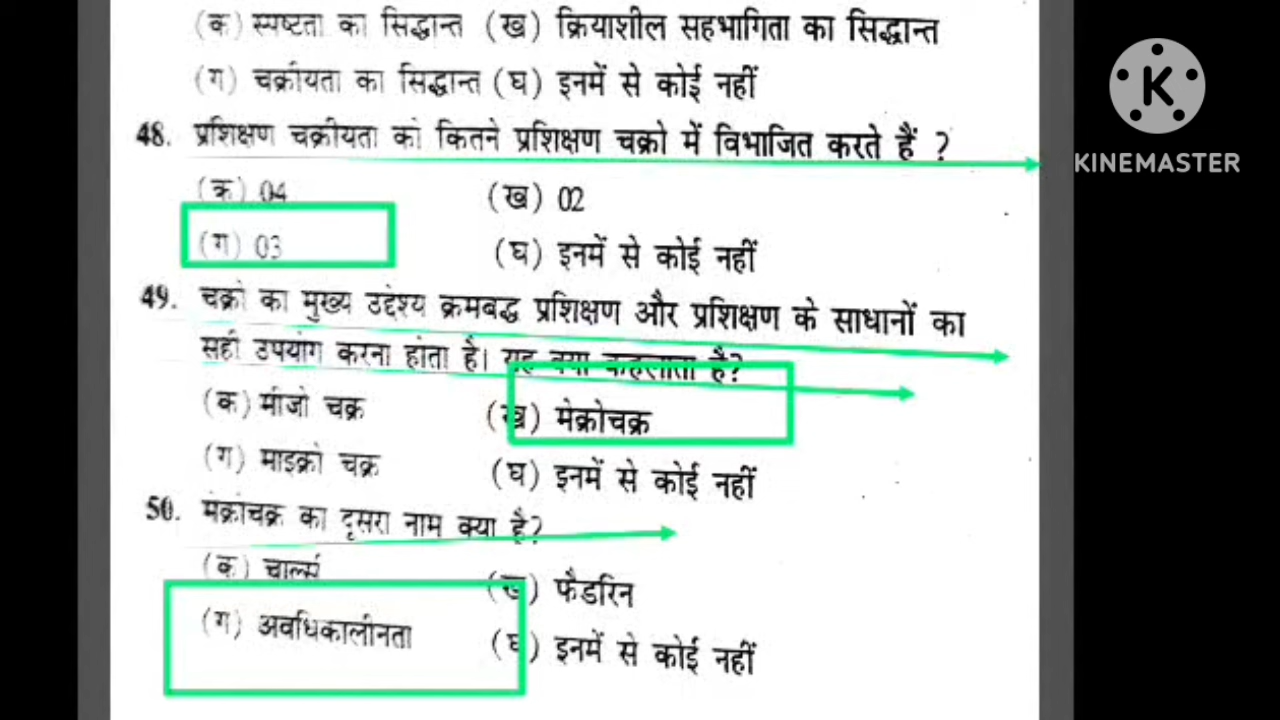 (क) स्पष्टता का सिद्धान्त (ख) क्रियाशील सहभागिता का सिद्धान्त
(ग) चक्रीयता का सिद्धान्त (घ) इनमें से कोई नहीं
48. प्रशिक्षण चक्रीयता को कितने प्रशिक्षण चक्रो में विभाजित करते हैं ?
(क) 04 (ख) 02
(ग) 03 (घ) इनमें से कोई नहीं
49. चक्रो का मुख्य उद्देश्य क्रमबद्ध प्रशिक्षण और प्रशिक्षण के साधानों का
सही उपयोग करना होता है। यह क्या कहलाता है?
(क) मीजो चक्र (ख) मेक्रोचक्र
(ग) माइक्रो चक्र (घ) इनमें से कोई नहीं
50. मेक्रोचक्र का दूसरा नाम क्या है?
(क) चार्ल्स (ख) फैडरिन
(ग) अवधिकालीनता (घ) इनमें से कोई नहीं
K
KINEMASTER